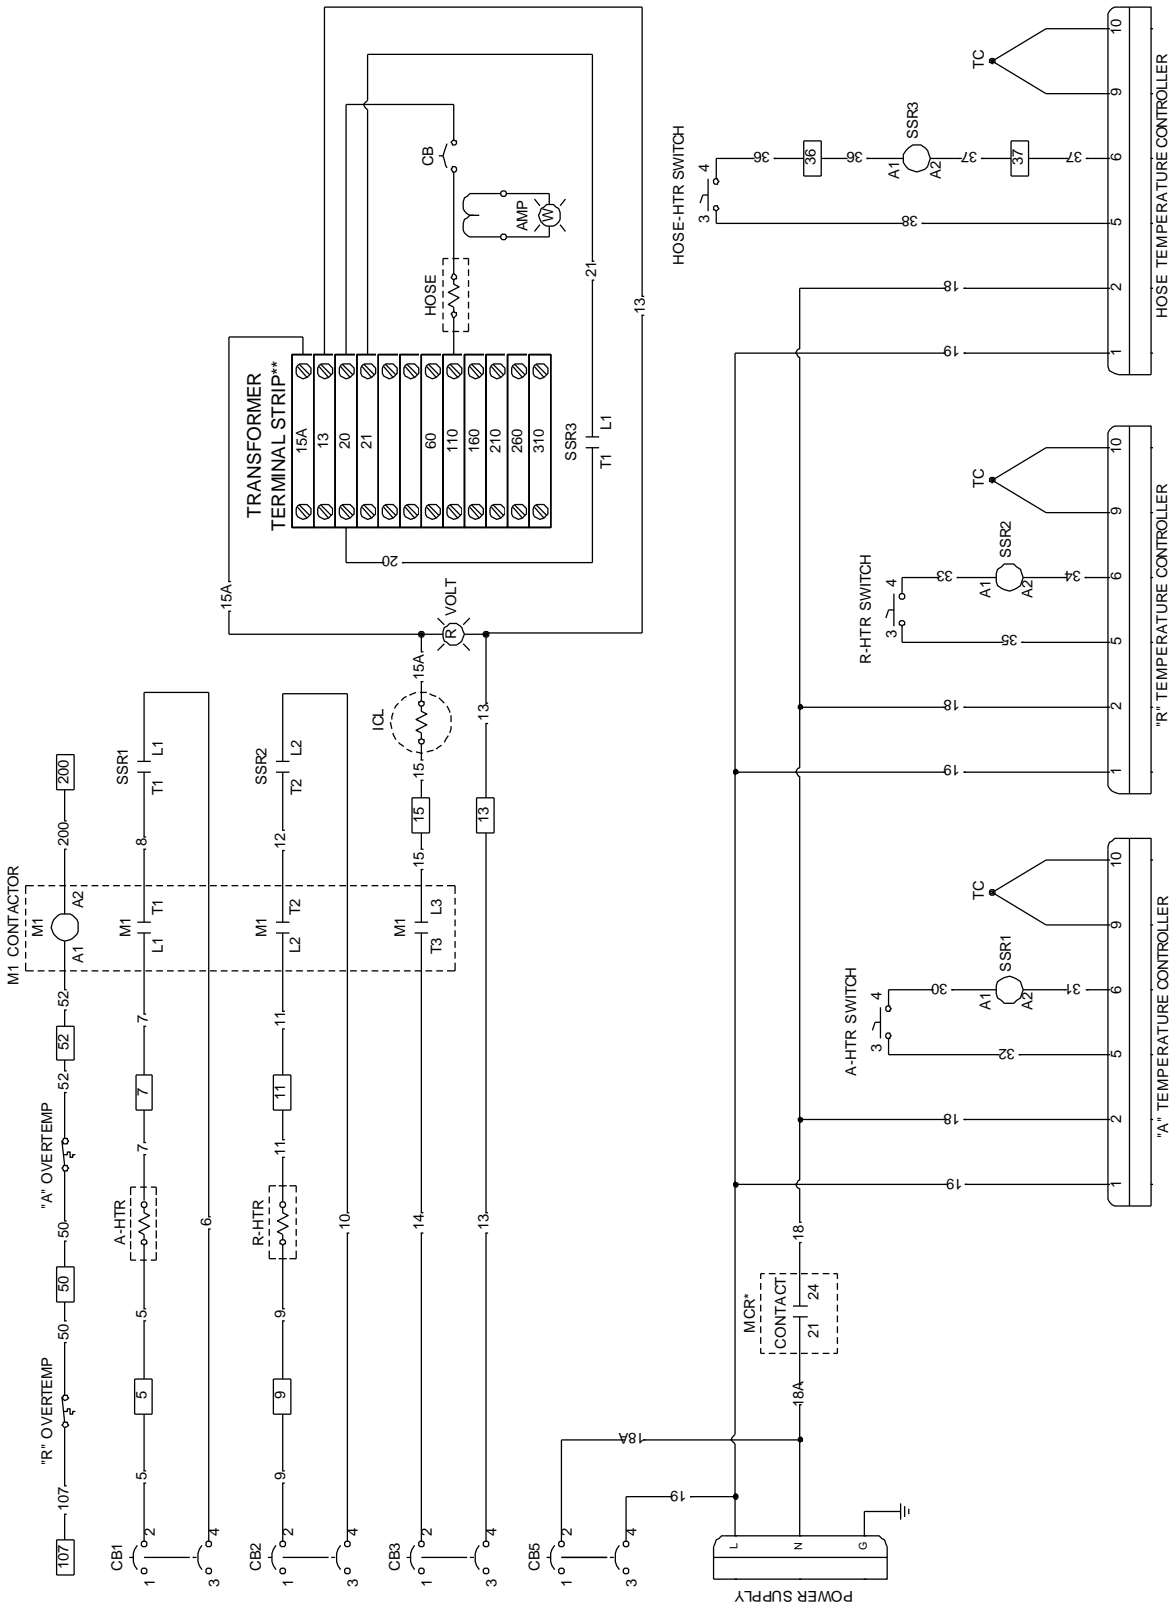 107
107
"R" OVERTEMP
50
50
50
"A" OVERTEMP
52
52
52
M1 CONTACTOR
M1
A1
A2
200
200
CB1
1
2
3
4
5
5
5
A-HTR
7
7
7
M1
L1
T1
8
SSR1
T1
L1
6
CB2
1
2
3
4
9
9
9
R-HTR
11
11
11
M1
L2
T2
12
SSR2
T2
L2
10
CB3
1
2
3
4
14
M1
T3
L3
15
15
15
ICL
15A
15A
13
13
13
R
VOLT
13
TRANSFORMER
TERMINAL STRIP**
15A
13
20
21
60
110
160
210
260
310
20
SSR3
T1
L1
21
HOSE
CB
AMP
W
CB5
1
2
3
4
18A
19
POWER SUPPLY
L
N
G
18A
MCR*
CONTACT
21
24
18
19
18
A-HTR SWITCH
3
4
32
30
A1
A2
SSR1
31
TC
1
2
5
6
9
10
"A" TEMPERATURE CONTROLLER
19
18
R-HTR SWITCH
3
4
35
33
A1
A2
SSR2
34
TC
1
2
5
6
9
10
"R" TEMPERATURE CONTROLLER
19
18
HOSE-HTR SWITCH
3
4
38
36
36
36
A1
A2
SSR3
37
37
37
TC
1
2
5
6
9
10
HOSE TEMPERATURE CONTROLLER